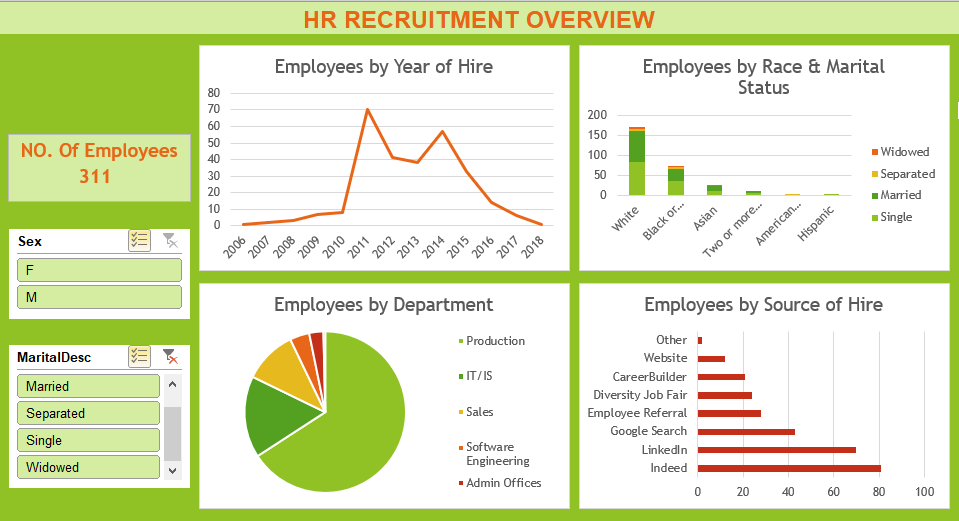 HR RECRUITMENT OVERVIEW
NO. Of Employees
311
Sex
F
M
MaritalDesc
Married
Separated
Single
Widowed
Employees by Year of Hire
80
70
60
50
40
30
20
10
0
2006 2007 2008 2009 2010 2011 2012 2013 2014 2015 2016 2017 2018
Employees by Race & Marital
Status
200
150
100
50
0
White Black or... Asian Two or more... American... Hispanic
Widowed
Separated
Married
Single
Employees by Department
Production
IT/IS
Sales
Software
Engineering
Admin Offices
Employees by Source of Hire
Other
Website
CareerBuilder
Diversity Job Fair
Employee Referral
Google Search
LinkedIn
Indeed
0 20 40 60 80 100